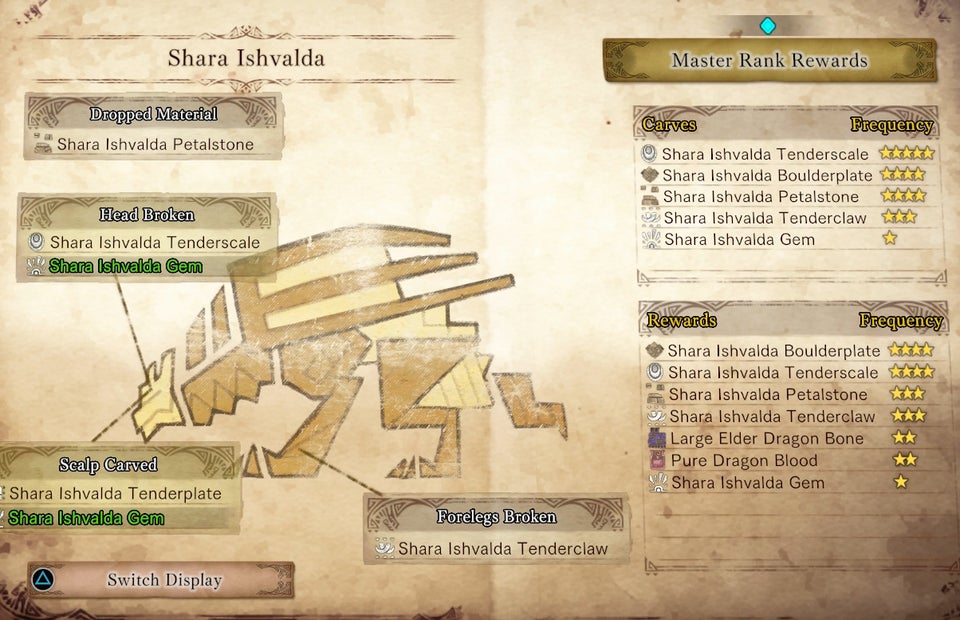 Shara Ishvalda
Dropped Material
Shara Ishvalda Petalstone
Head Broken
Shara Ishvalda Tenderscale
Shara Ishvalda Gem
Scalp Carved
Shara Ishvalda Tenderplate
Shara Ishvalda Gem
Forelegs Broken
Shara Ishvalda Tenderclaw
Switch Display
Master Rank Rewards
Carves Frequency
Shara Ishvalda Tenderscale ★★★★★
Shara Ishvalda Boulderplate ★★★★
Shara Ishvalda Petalstone ★★★★
Shara Ishvalda Tenderclaw ★★★
Shara Ishvalda Gem ★
Rewards Frequency
Shara Ishvalda Boulderplate ★★★★
Shara Ishvalda Tenderscale ★★★★
Shara Ishvalda Petalstone ★★★
Shara Ishvalda Tenderclaw ★★★
Large Elder Dragon Bone ★★
Pure Dragon Blood ★★
Shara Ishvalda Gem ★